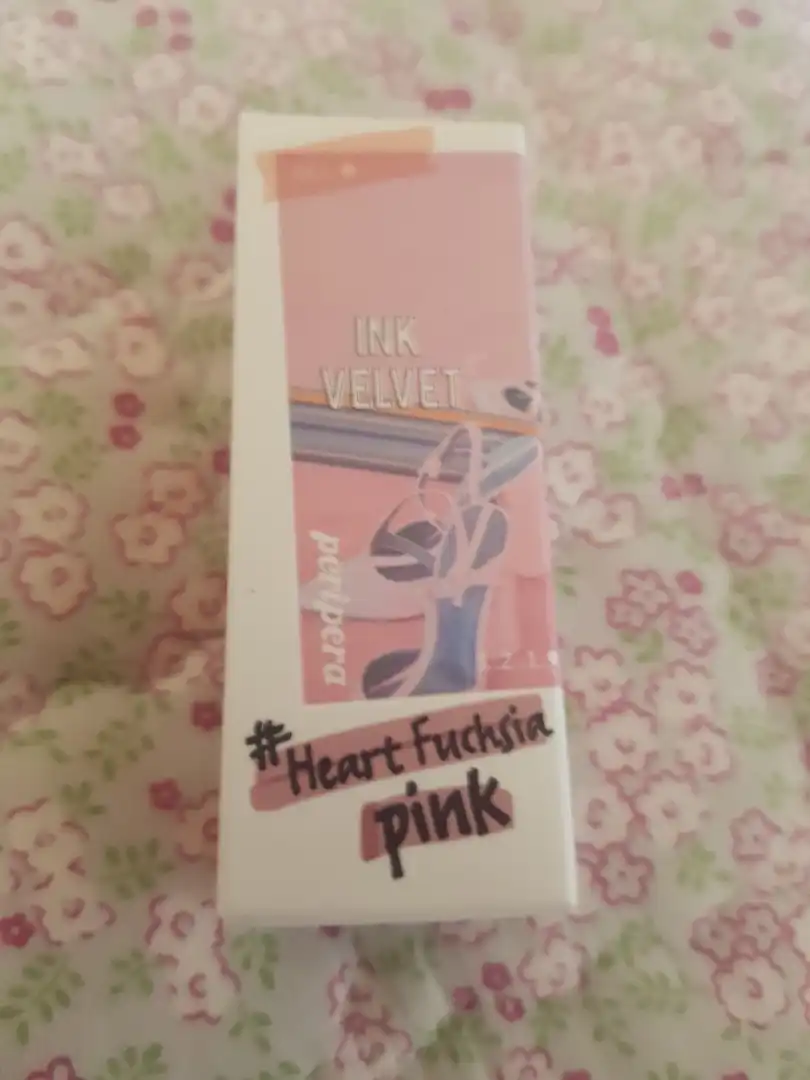 INK
VELVET
peripera
#Heart Fuchsia
pink